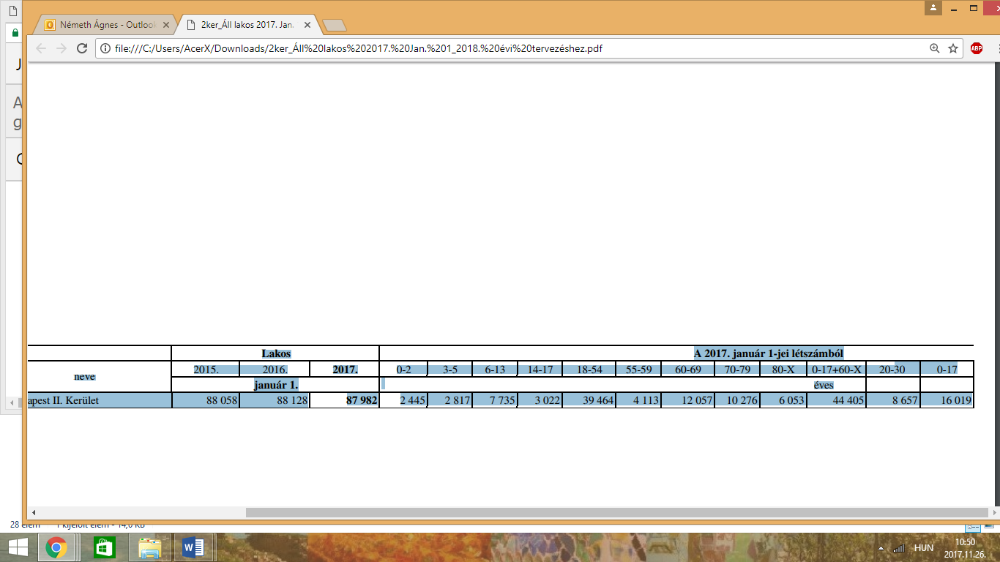 Németh Ágnes - Outlook
2ker_Áll lakos 2017. Jan.
file:///C:/Users/AcerX/Downloads/2ker_Áll%20lakos%202017.%20Jan.%201_2018.%20évi%20tervezéshez.pdf
ABP
J
A
g
Lakos A 2017. január 1-jei létszámból
neve 2015. 2016. 2017. 0-2 3-5 6-13 14-17 18-54 55-59 60-69 70-79 80-X 0-17+60-X 20-30 0-17
január 1. éves
apest II. Kerület 88 058 88 128 87 982 2 445 2 817 7 735 3 022 39 464 4 113 12 057 10 276 6 053 44 405 8 657 16 019
28 elem 1 kijelölt elem - 14,0 KB
HUN
10:50
2017.11.26.